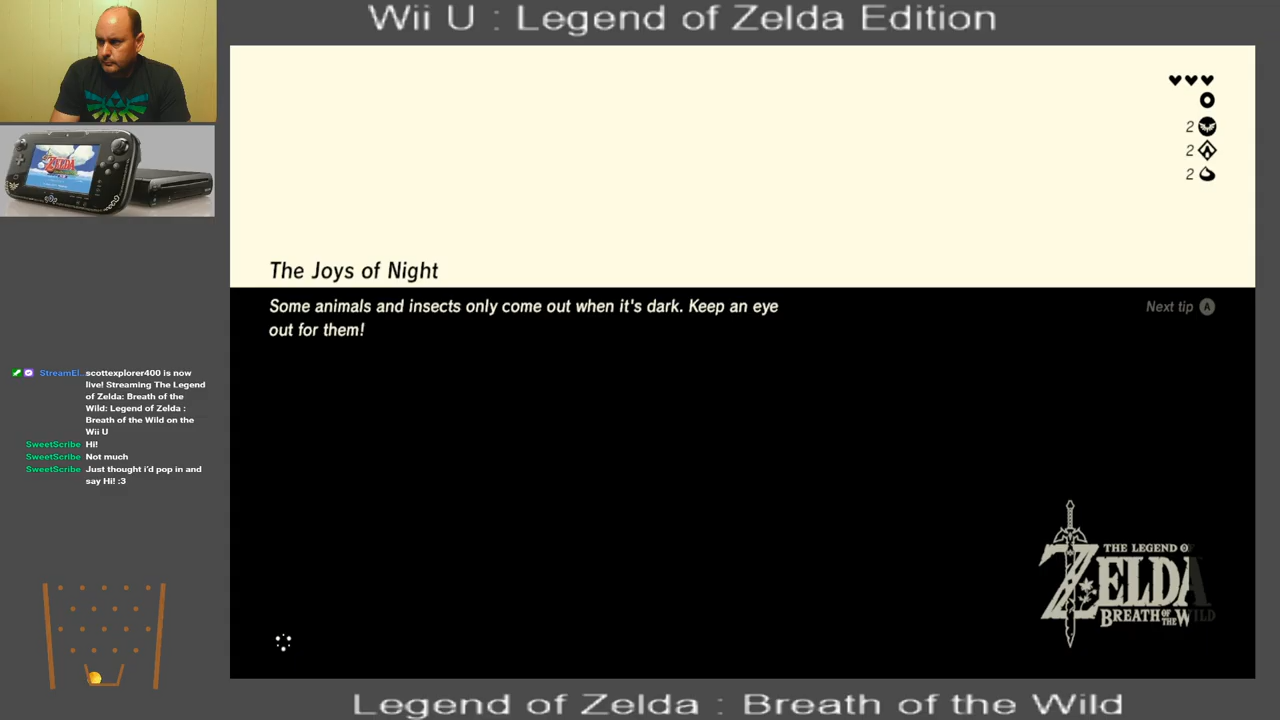 Wii U : Legend of Zelda Edition
2
2
2
The Joys of Night
Some animals and insects only come out when it's dark. Keep an eye
out for them!
Next tip A
StreamEl.. scottexplorer400 is now
live! Streaming The Legend
of Zelda: Breath of the
Wild: Legend of Zelda :
Breath of the Wild on the
Wii U
SweetScribe Hi!
SweetScribe Not much
SweetScribe Just thought i'd pop in and
say Hi! :3
THE LEGEND O
ZELDA
BREATH OF THE WILD
Legend of Zelda : Breath of the Wild